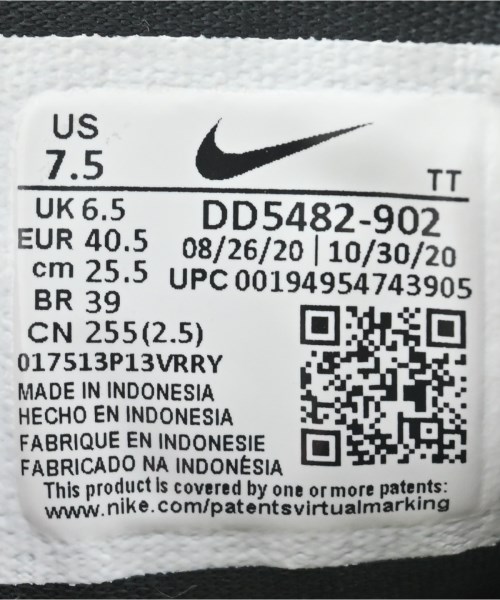 US
7.5
TT
UK 6.5
EUR 40.5
cm 25.5
BR 39
CN 255(2.5)
DD5482-902
08/26/20 | 10/30/20
UPC 00194954743905
017513P13VRRY
MADE IN INDONESIA
HECHO EN INDONESIA
FABRIQUE EN INDONESIE
FABRICADO NA INDONÉSIA
This product is covered by one or more patents:
www.nike.com/patentsvirtualmarking